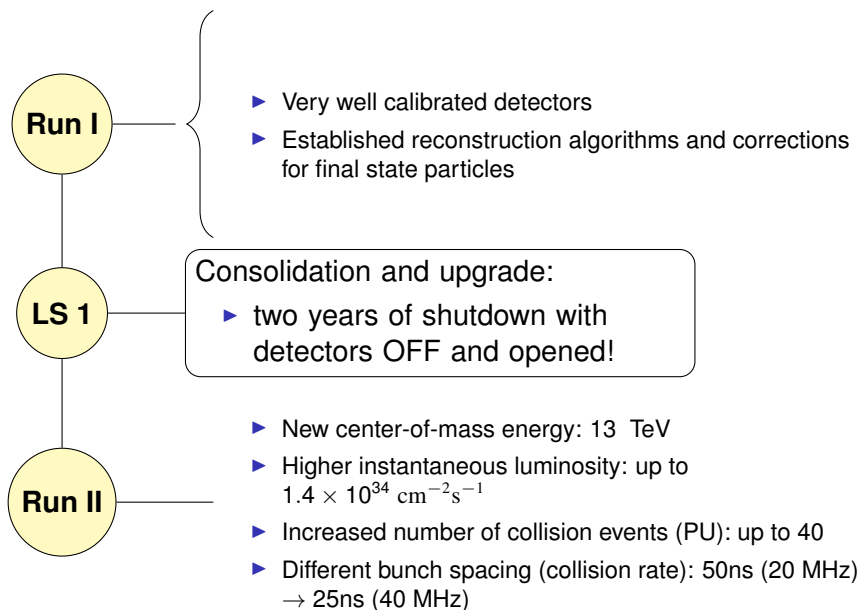 Run I
► Very well calibrated detectors
► Established reconstruction algorithms and corrections
for final state particles
LS 1
Consolidation and upgrade:
► two years of shutdown with
detectors OFF and opened!
Run II
► New center-of-mass energy: 13 TeV
► Higher instantaneous luminosity: up to
1.4 × 10³⁴ cm⁻²s⁻¹
► Increased number of collision events (PU): up to 40
► Different bunch spacing (collision rate): 50ns (20 MHz)
→ 25ns (40 MHz)